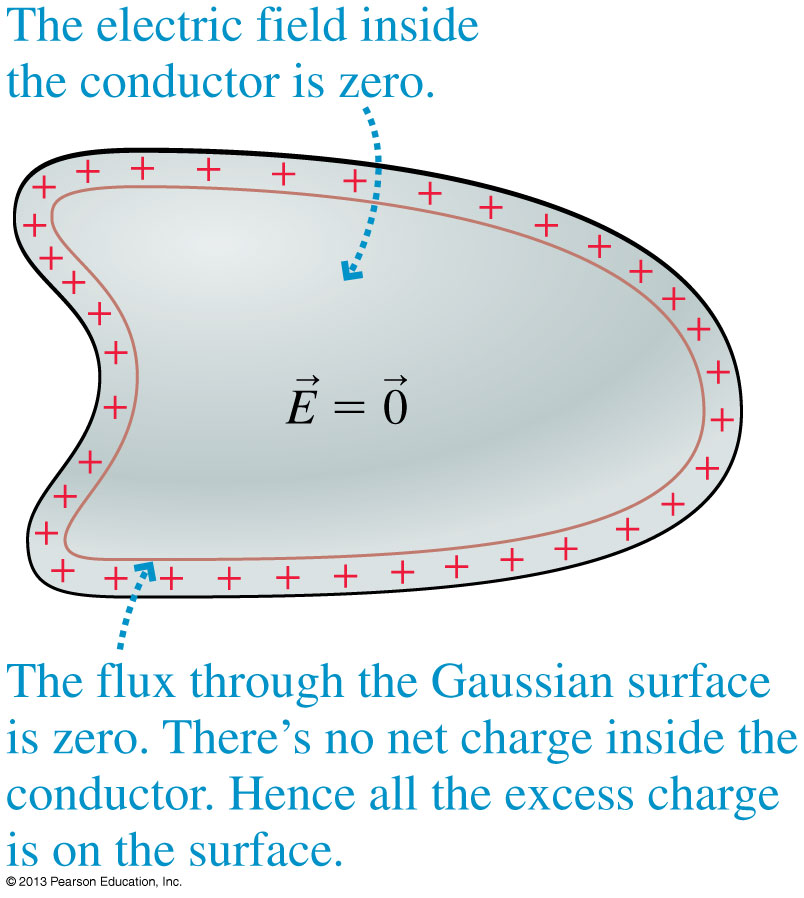 The electric field inside
the conductor is zero.
+ + + + + + + + + + + + + + + + + + + + + + + + + + + + + + + + + + + + + + +
E⃗ = 0⃗
The flux through the Gaussian surface
is zero. There’s no net charge inside the
conductor. Hence all the excess charge
is on the surface.
© 2013 Pearson Education, Inc.